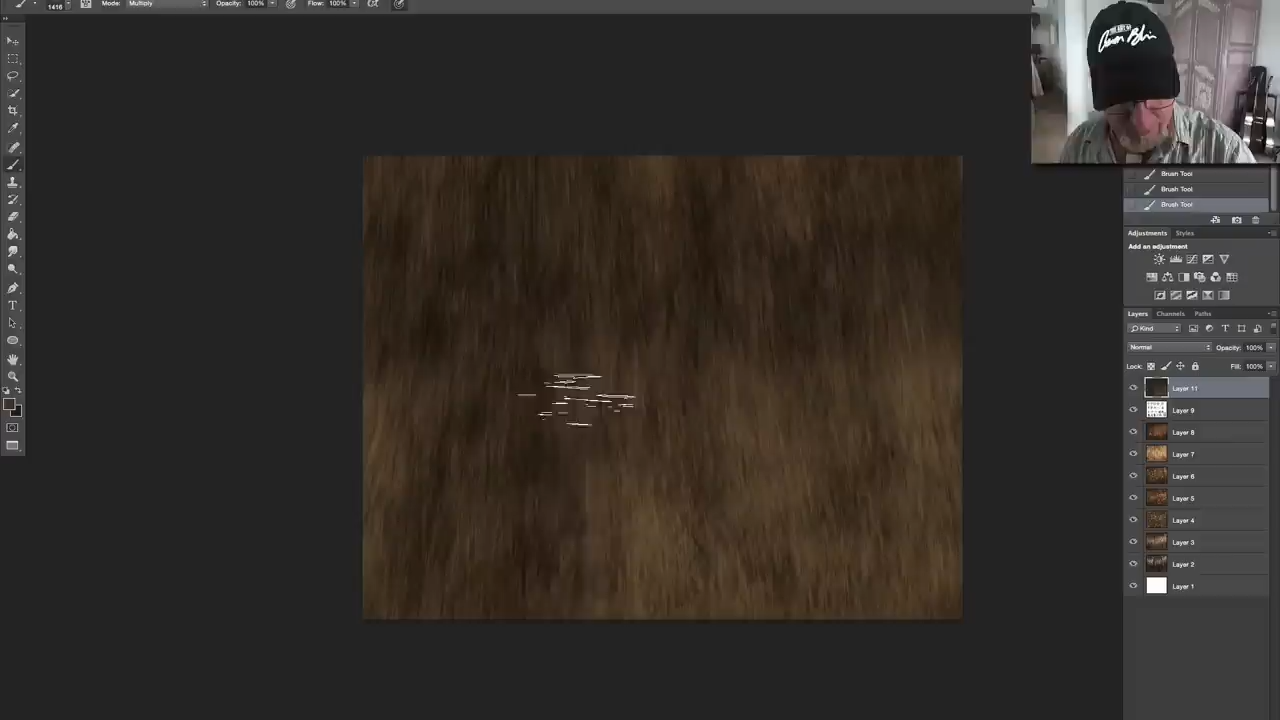 1416 Mode: Multiply Opacity: 100% Flow: 100%
Brush Tool
Brush Tool
Brush Tool
Adjustments Styles
Add an adjustment
Layers Channels Paths
Kind
Normal Opacity: 100%
Lock: Fill: 100%
Layer 11
Layer 9
Layer 8
Layer 7
Layer 6
Layer 5
Layer 4
Layer 3
Layer 2
Layer 1